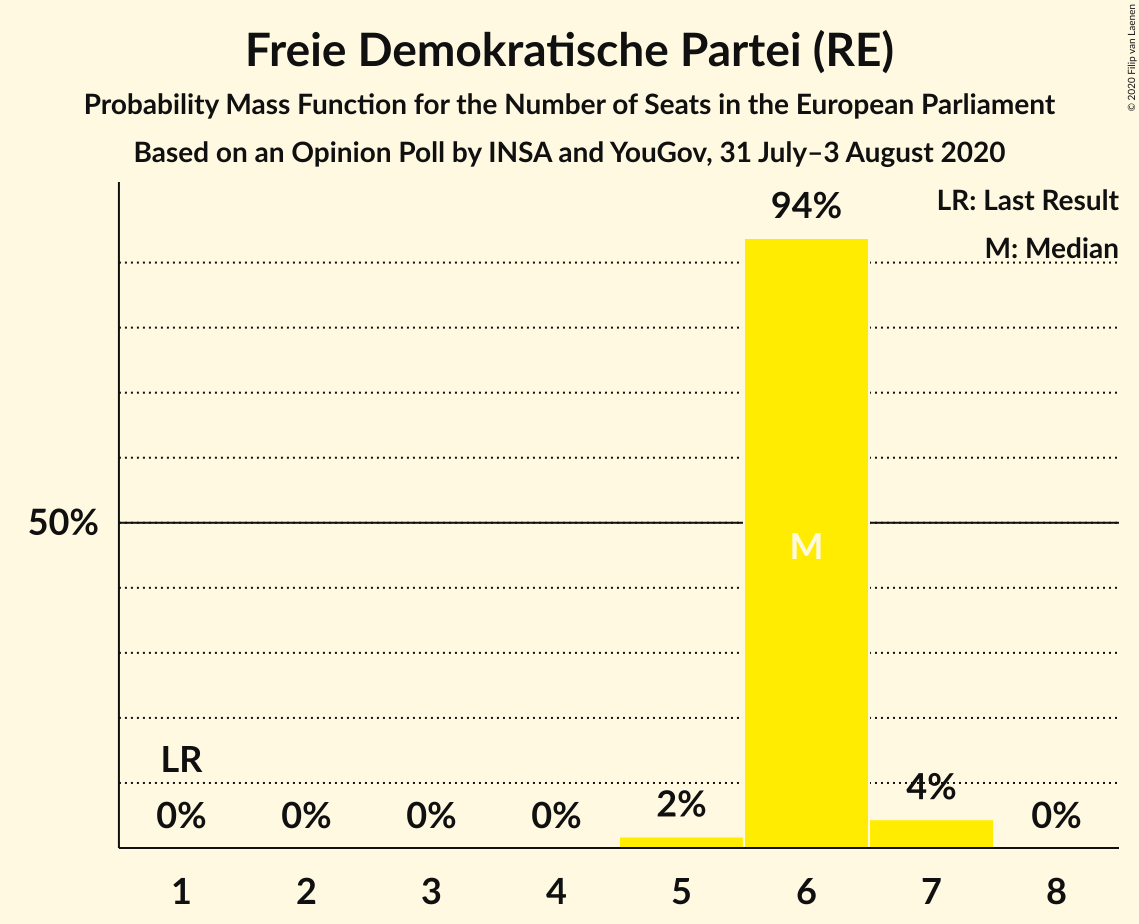 Freie Demokratische Partei (RE)
Probability Mass Function for the Number of Seats in the European Parliament
Based on an Opinion Poll by INSA and YouGov, 31 July–3 August 2020
© 2020 Filip van Laenen
LR: Last Result
M: Median
94%
50%
M
LR
0%
0%
0%
0%
2%
4%
0%
1
2
3
4
5
6
7
8